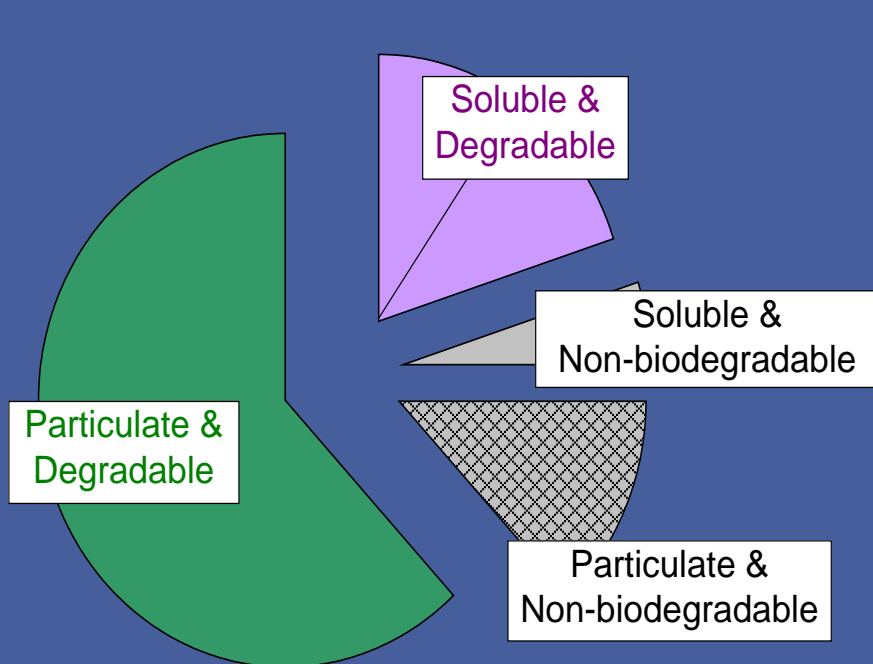 Soluble &
Degradable
Soluble &
Non-biodegradable
Particulate &
Degradable
Particulate &
Non-biodegradable